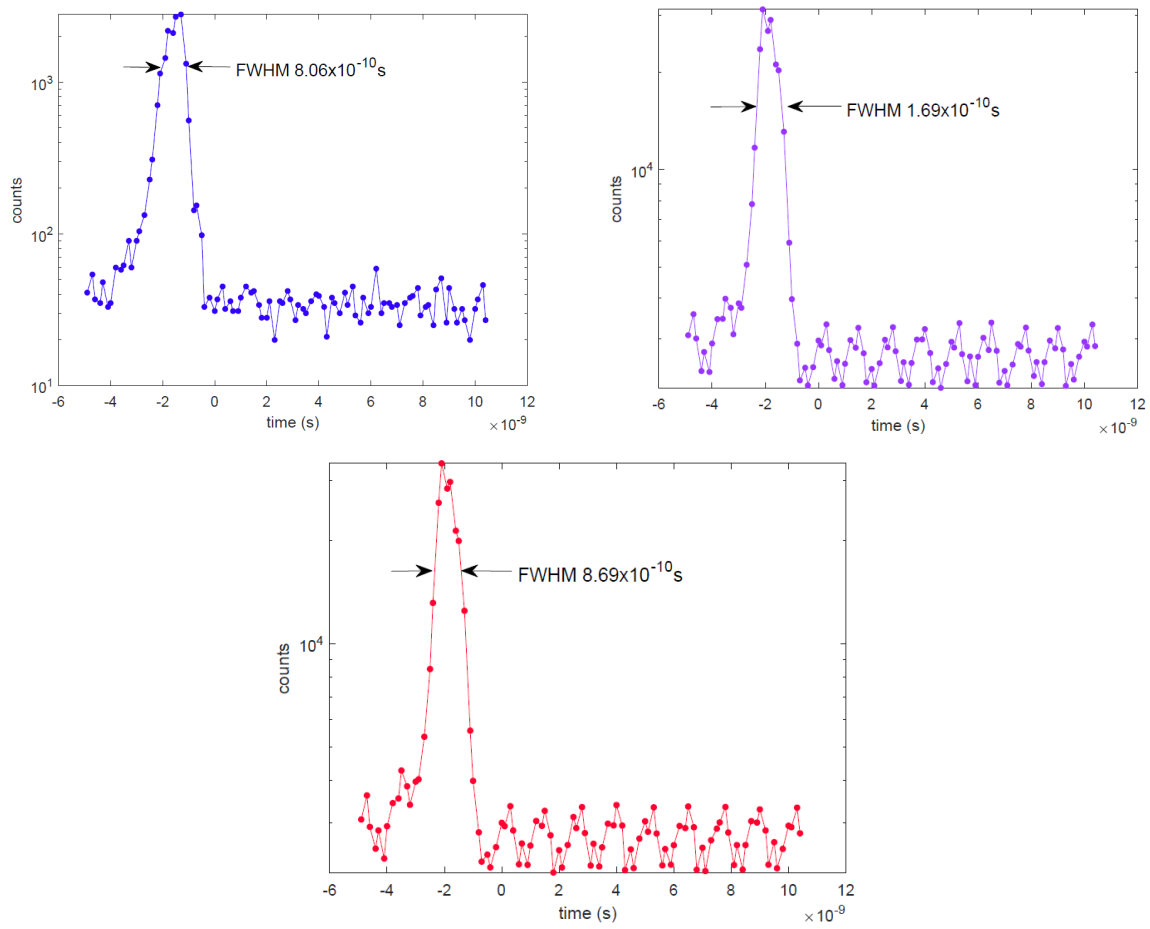 10^3
10^2
10^1
counts
FWHM 8.06x10^-10s
-6 -4 -2 0 2 4 6 8 10 12
time (s)
×10^-9
10^4
counts
FWHM 1.69x10^-10s
-6 -4 -2 0 2 4 6 8 10 12
time (s)
×10^-9
10^4
counts
FWHM 8.69x10^-10s
-6 -4 -2 0 2 4 6 8 10 12
time (s)
×10^-9